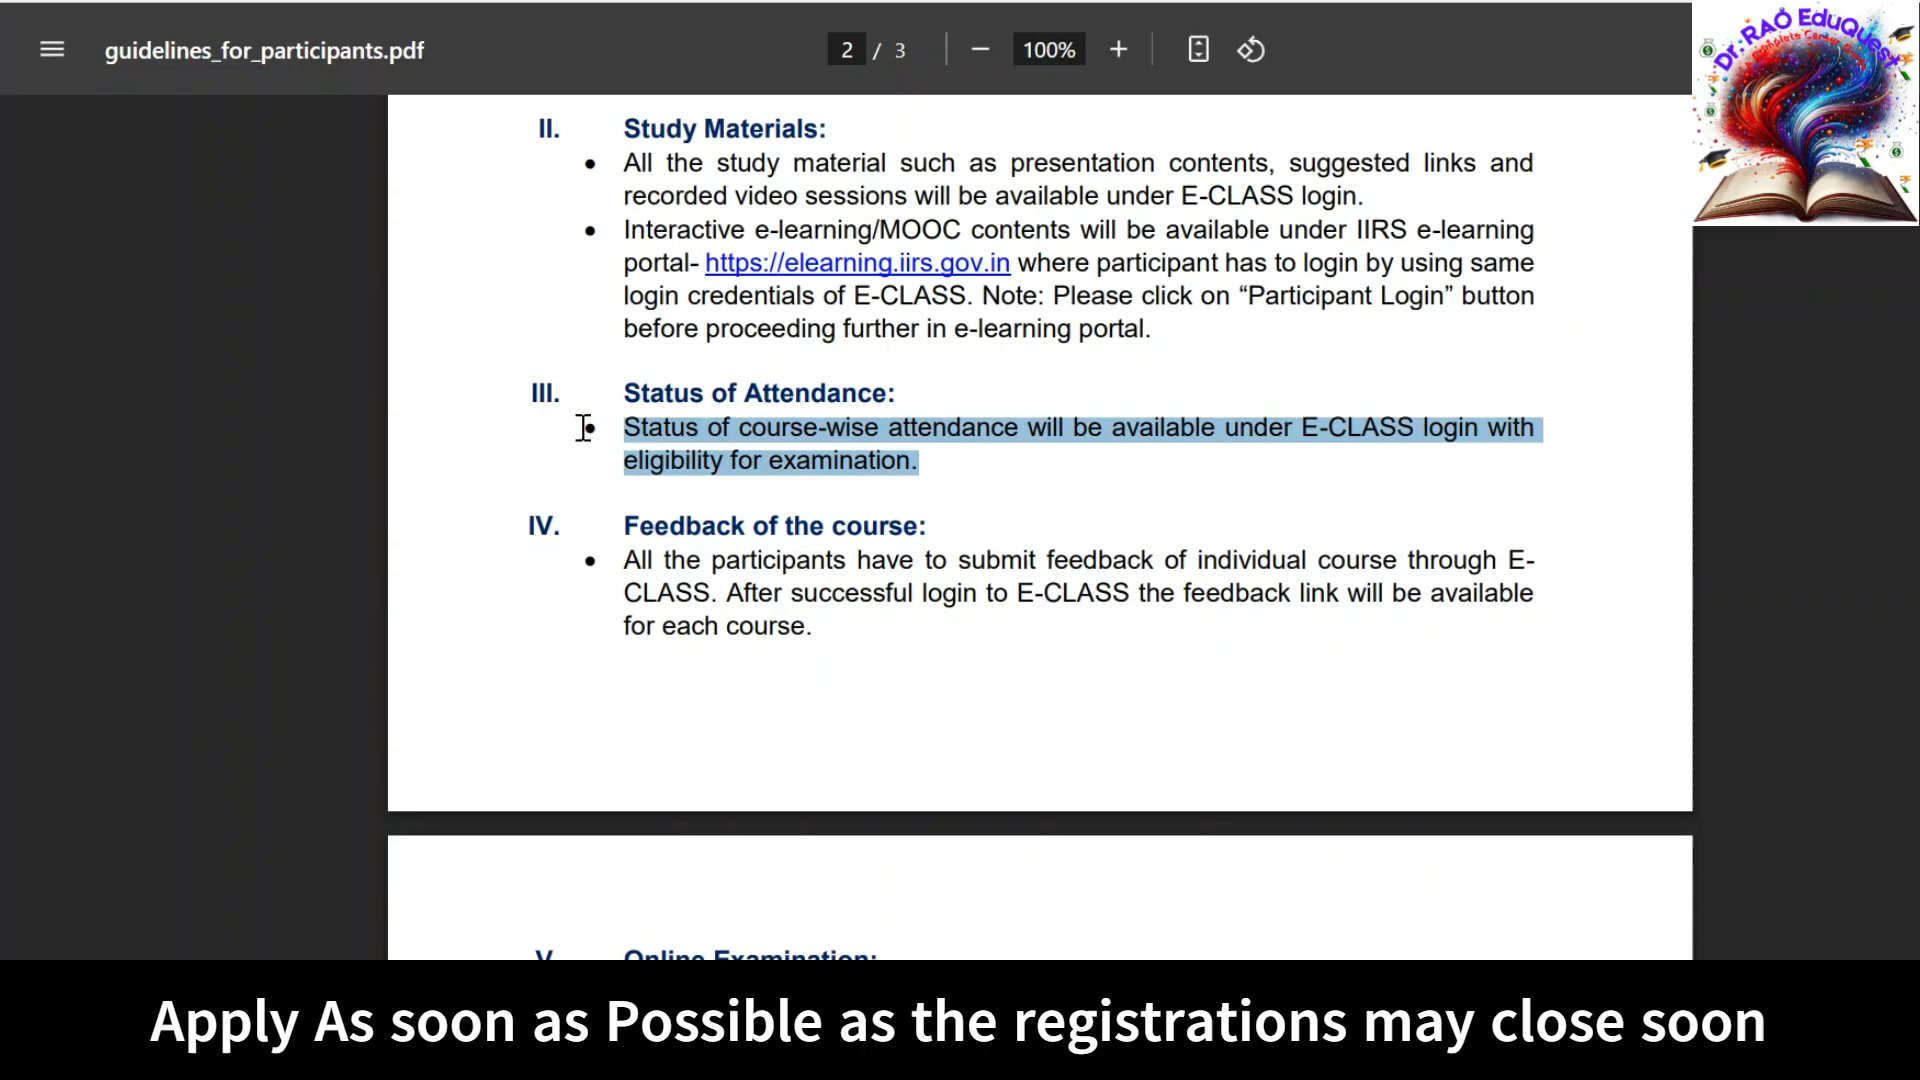 guidelines_for_participants.pdf
2 / 3
100%
Dr. RAO EduQuest
II. Study Materials:
• All the study material such as presentation contents, suggested links and
recorded video sessions will be available under E-CLASS login.
• Interactive e-learning/MOOC contents will be available under IIRS e-learning
portal- https://elearning.iirs.gov.in where participant has to login by using same
login credentials of E-CLASS. Note: Please click on “Participant Login” button
before proceeding further in e-learning portal.
III. Status of Attendance:
• Status of course-wise attendance will be available under E-CLASS login with
eligibility for examination.
IV. Feedback of the course:
• All the participants have to submit feedback of individual course through E-
CLASS. After successful login to E-CLASS the feedback link will be available
for each course.
V. Online Examination:
Apply As soon as Possible as the registrations may close soon